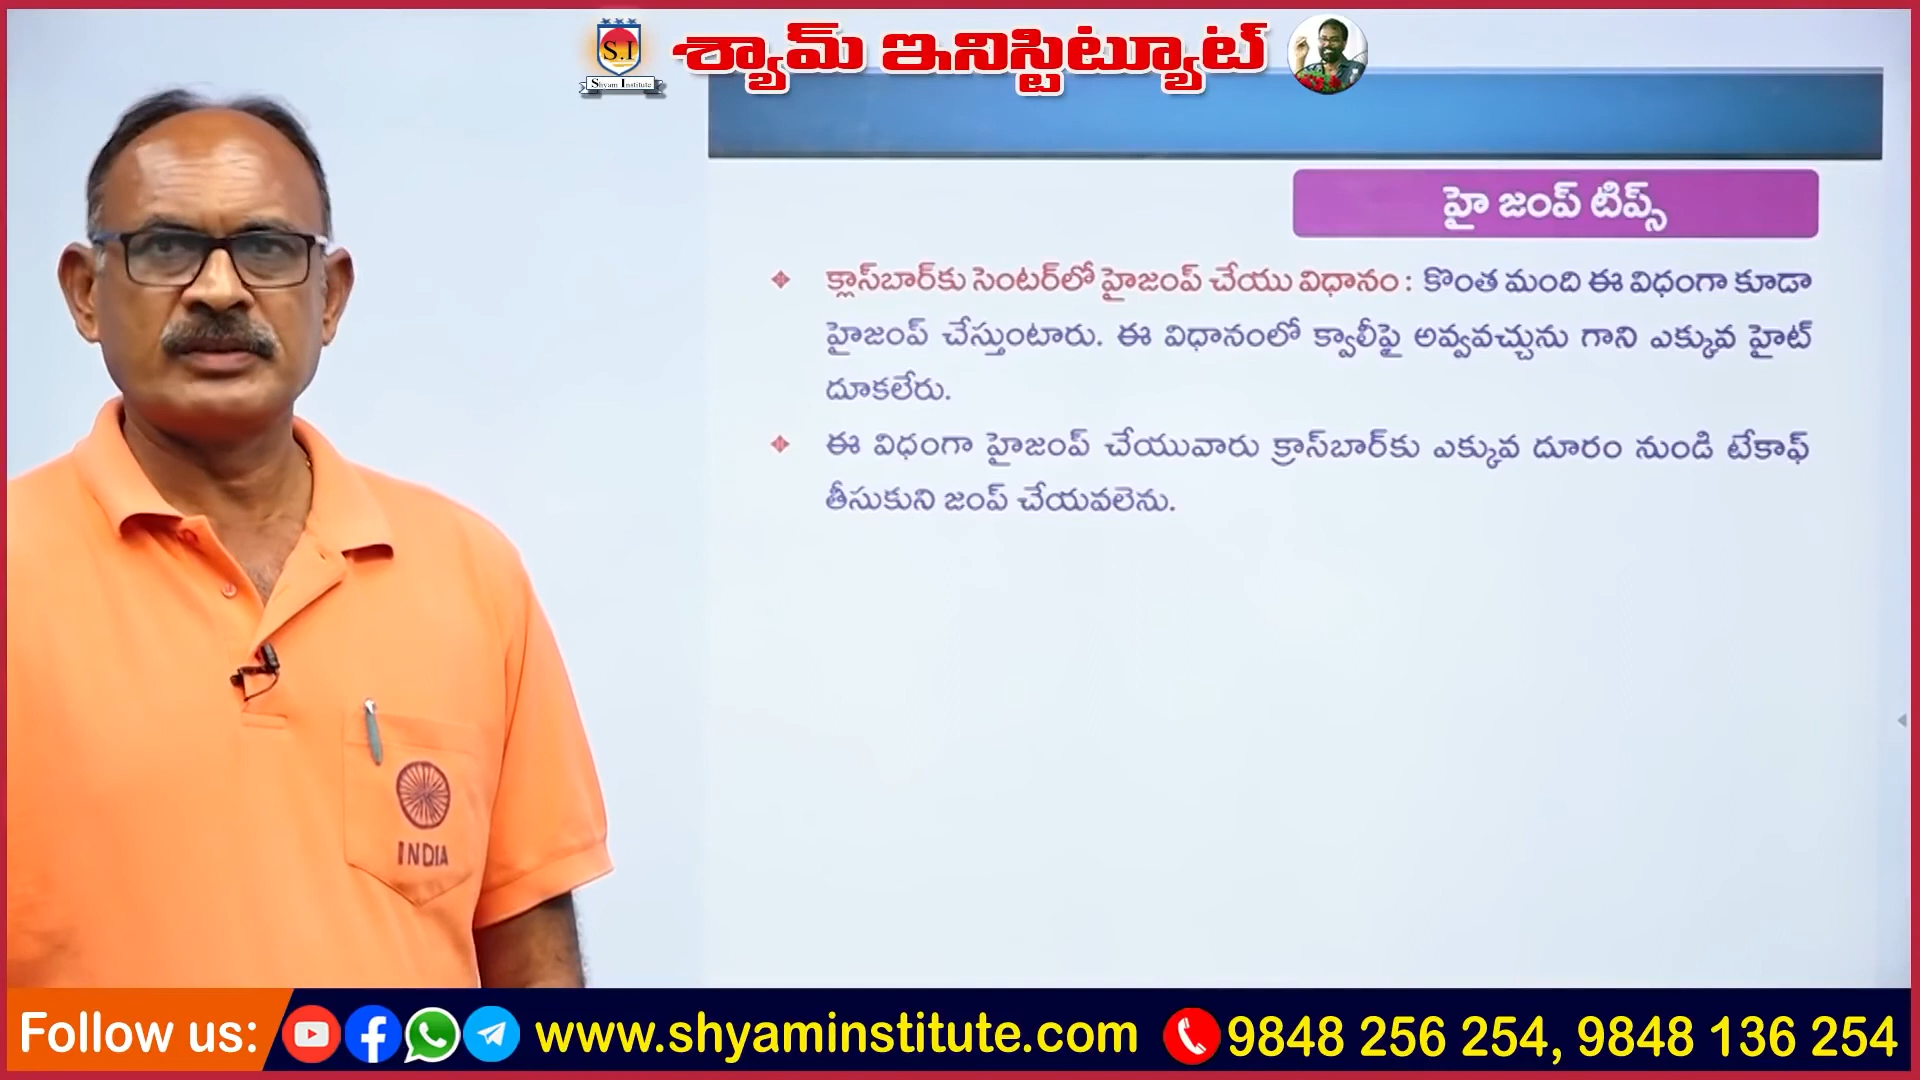 S.I
Shyam Institute
శ్యామ్ ఇనిస్టిట్యూట్
హై జంప్ టిప్స్
❖ క్లాస్‌బార్‌కు సెంటర్‌లో హైజంప్ చేయు విధానం : కొంత మంది ఈ విధంగా కూడా
హైజంప్ చేస్తుంటారు. ఈ విధానంలో క్వాలీఫై అవ్వవచ్చును గాని ఎక్కువ హైట్
దూకలేరు.
❖ ఈ విధంగా హైజంప్ చేయువారు క్రాస్‌బార్‌కు ఎక్కువ దూరం నుండి టేకాఫ్
తీసుకుని జంప్ చేయవలెను.
INDIA
Follow us: www.shyaminstitute.com 9848 256 254, 9848 136 254